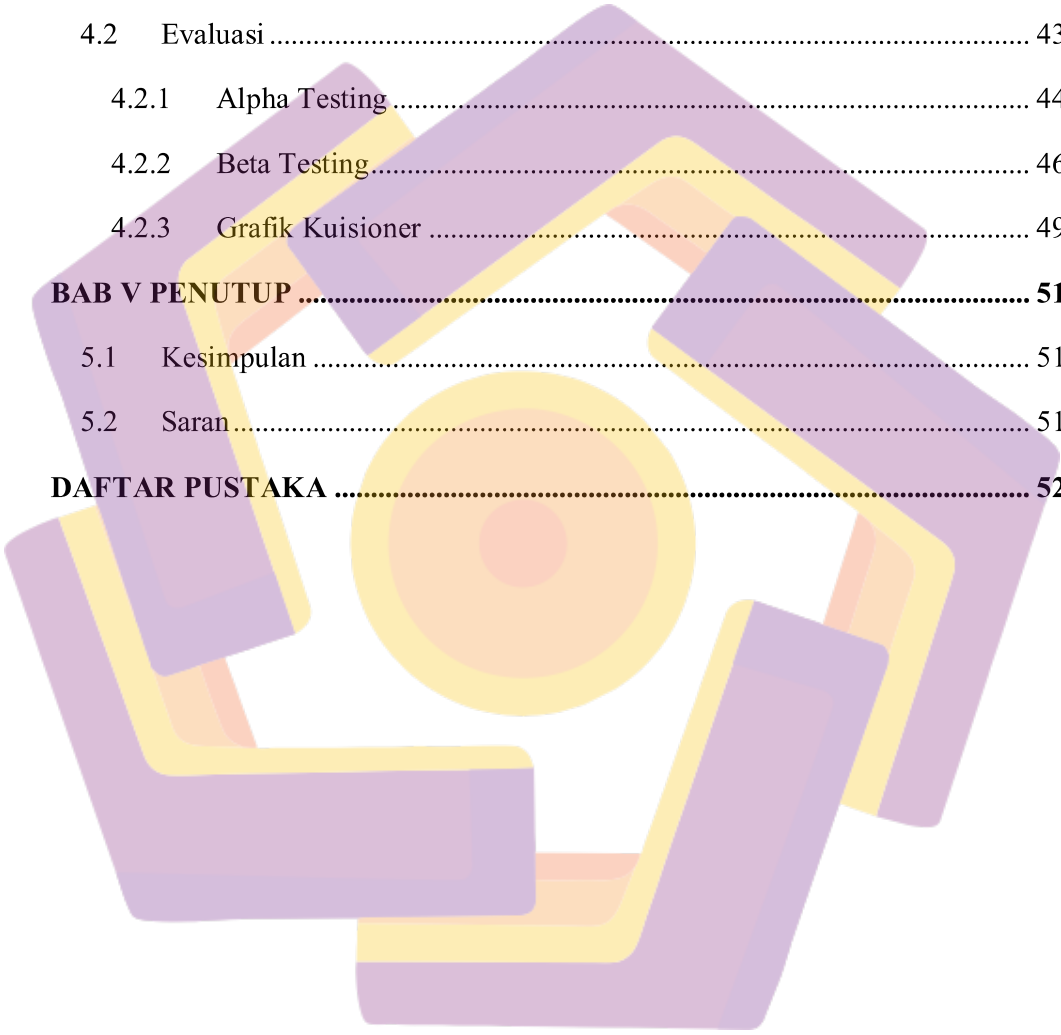 4.2 Evaluasi ........................................ 43
4.2.1 Alpha Testing ........................................ 44
4.2.2 Beta Testing ........................................ 46
4.2.3 Grafik Kuisioner ........................................ 49
BAB V PENUTUP ........................................ 51
5.1 Kesimpulan ........................................ 51
5.2 Saran ........................................ 51
DAFTAR PUSTAKA ........................................ 52